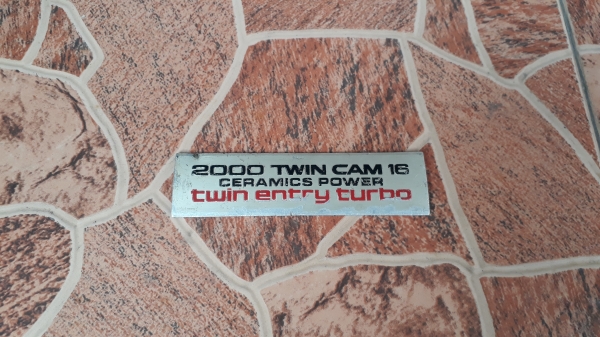 2000 TWIN CAM 16
CERAMICS POWER
twin entry turbo